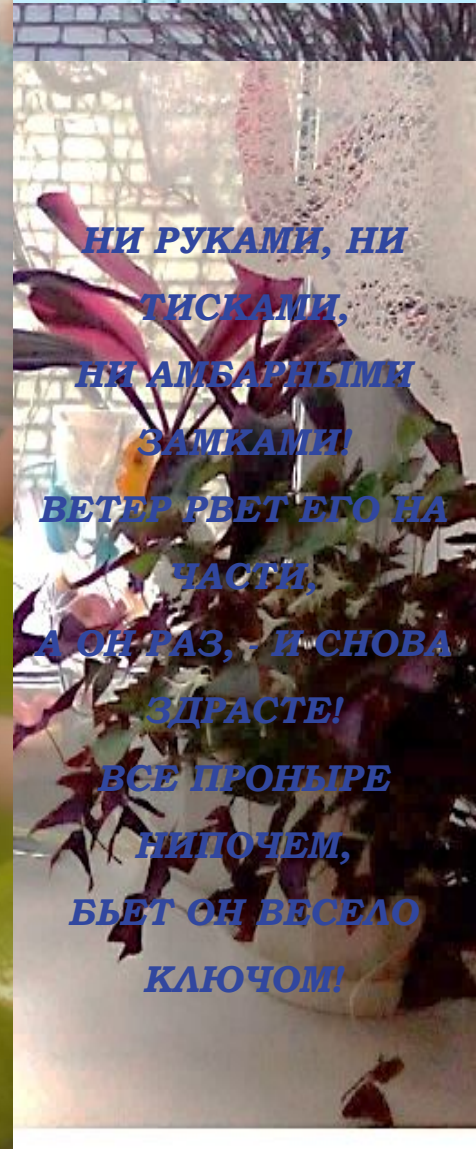 НИ РУКАМИ, НИ
ТИСКАМИ,
НИ АМБАРНЫМИ
ЗАМКАМИ!
ВЕТЕР РВЕТ ЕГО НА
ЧАСТИ,
А ОН РАЗ, - И СНОВА
ЗДРАСТЕ!
ВСЕ ПРОНЫРЕ
НИПОЧЕМ,
БЬЕТ ОН ВЕСЕЛО
КЛЮЧОМ!